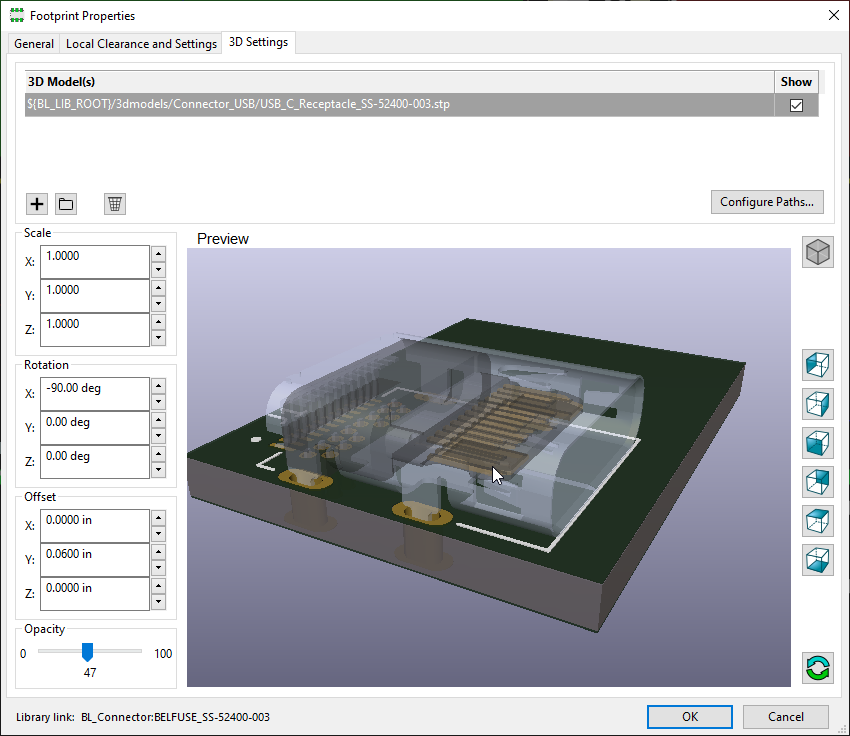 Footprint Properties
General Local Clearance and Settings 3D Settings
3D Model(s) Show
${BL_LIB_ROOT}/3dmodels/Connector_USB/USB_C_Receptacle_SS-52400-003.stp
Configure Paths...
Scale
X: 1.0000
Y: 1.0000
Z: 1.0000
Rotation
X: -90.00 deg
Y: 0.00 deg
Z: 0.00 deg
Offset
X: 0.0000 in
Y: 0.0600 in
Z: 0.0000 in
Opacity
0 100
47
Preview
Library link: BL_Connector:BELFUSE_SS-52400-003
OK Cancel